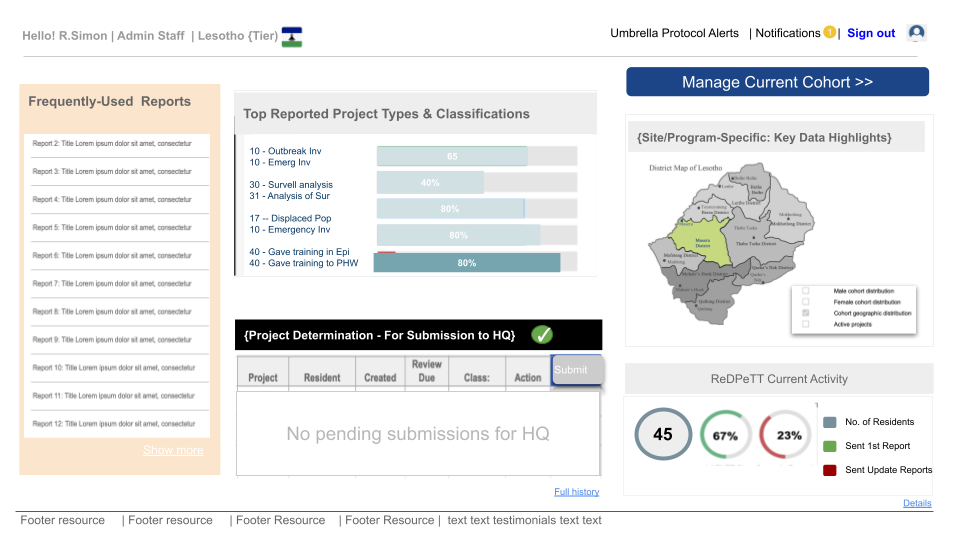 Hello! R.Simon | Admin Staff | Lesotho {Tier)
Umbrella Protocol Alerts | Notifications 1 | Sign out
Frequently-Used Reports
Report 2: Title Lorem ipsum dolor sit amet, consectetur
Report 3: Title Lorem ipsum dolor sit amet, consectetur
Report 4: Title Lorem ipsum dolor sit amet, consectetur
Report 5: Title Lorem ipsum dolor sit amet, consectetur
Report 6: Title Lorem ipsum dolor sit amet, consectetur
Report 7: Title Lorem ipsum dolor sit amet, consectetur
Report 8: Title Lorem ipsum dolor sit amet, consectetur
Report 9: Title Lorem ipsum dolor sit amet, consectetur
Report 10: Title Lorem ipsum dolor sit amet, consectetur
Report 11: Title Lorem ipsum dolor sit amet, consectetur
Report 12: Title Lorem ipsum dolor sit amet, consectetur
Show more
Top Reported Project Types & Classifications
10 - Outbreak Inv
10 - Emerg Inv
65
30 - Survell analysis
31 - Analysis of Sur
40%
17 -- Displaced Pop
10 - Emergency Inv
80%
80%
40 - Gave training in Epi
40 - Gave training to PHW
80%
{Project Determination - For Submission to HQ}
Project Resident Created Review Due Class: Action Submit
No pending submissions for HQ
Full history
Manage Current Cohort >>
{Site/Program-Specific: Key Data Highlights}
District Map of Lesotho
Butha Buthe
Leribe District
Berea District
Mokhotlong
Mokhotlong District
Thaba Tseka
Thaba Tseka District
Maseru
District
Mafeteng District
Mafeteng
Mohale's Hoek District
Qacha's Nek District
Quthing District
Quthing
Male cohort distribution
Female cohort distribution
Cohort geographic distribution
Active projects
ReDPeTT Current Activity
45
67%
23%
No. of Residents
Sent 1st Report
Sent Update Reports
Details
Footer resource | Footer resource | Footer Resource | Footer Resource | text text testimonials text text